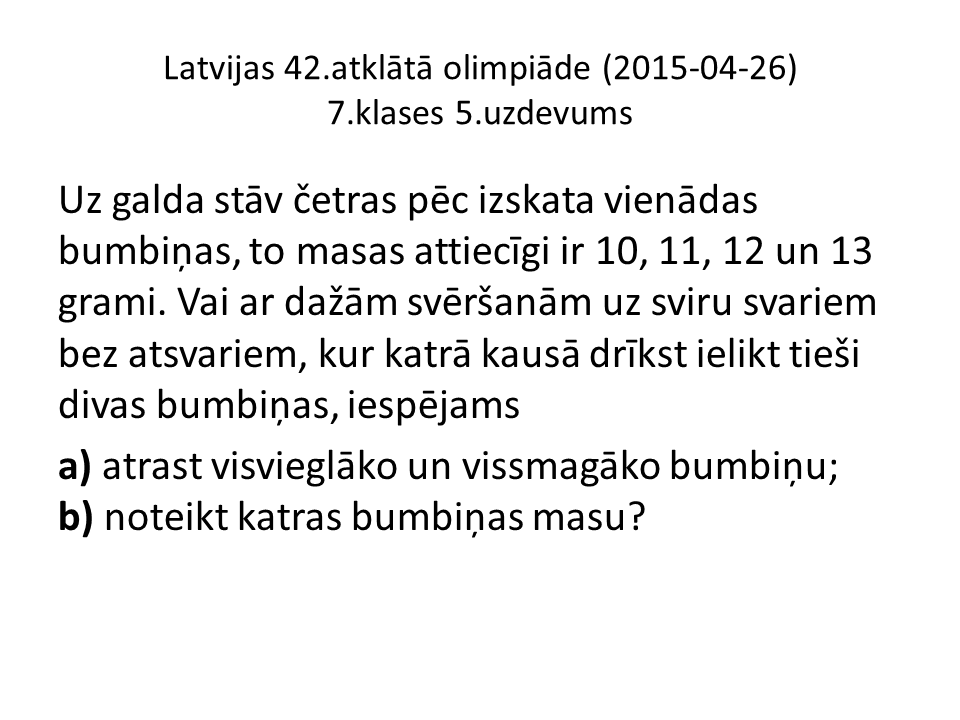 Latvijas 42.atklātā olimpiāde (2015-04-26)
7.klases 5.uzdevums
Uz galda stāv četras pēc izskata vienādas
bumbiņas, to masas attiecīgi ir 10, 11, 12 un 13
grami. Vai ar dažām svēršanām uz sviru svariem
bez atsvariem, kur katrā kausā drīkst ielikt tieši
divas bumbiņas, iespējams
a) atrast visvieglāko un vissmagāko bumbiņu;
b) noteikt katras bumbiņas masu?